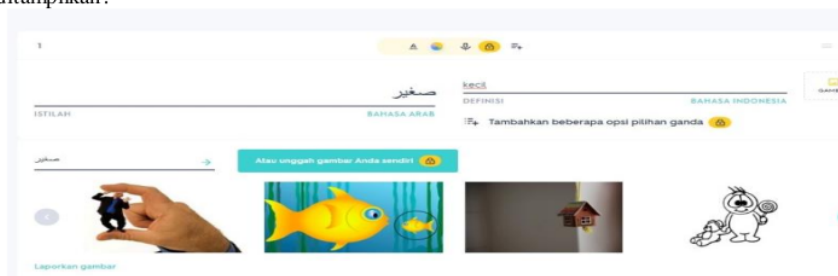 ditampilkan.
1
صغير
kecil
ISTILAH
BAHASA ARAB
DEFINISI
BAHASA INDONESIA
Tambahkan beberapa opsi pilihan ganda
صغير
Atau unggah gambar Anda sendiri
Laporkan gambar